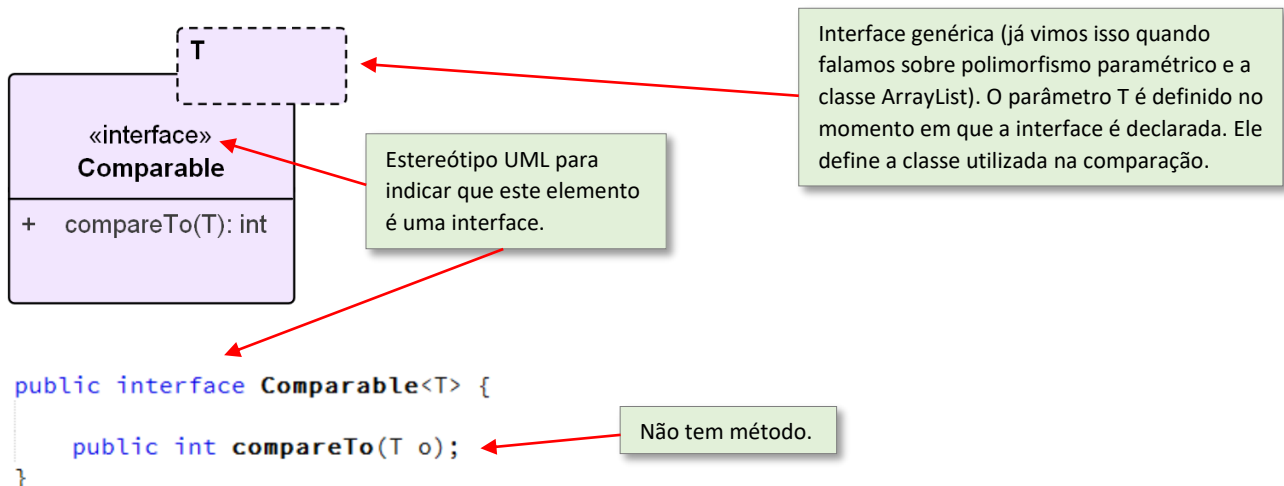 T
«interface»
Comparable
+ compareTo(T): int
Interface genérica (já vimos isso quando
falamos sobre polimorfismo paramétrico e a
classe ArrayList). O parâmetro T é definido no
momento em que a interface é declarada. Ele
define a classe utilizada na comparação.
Estereótipo UML para
indicar que este elemento
é uma interface.
public interface Comparable<T> {
public int compareTo(T o);
}
Não tem método.